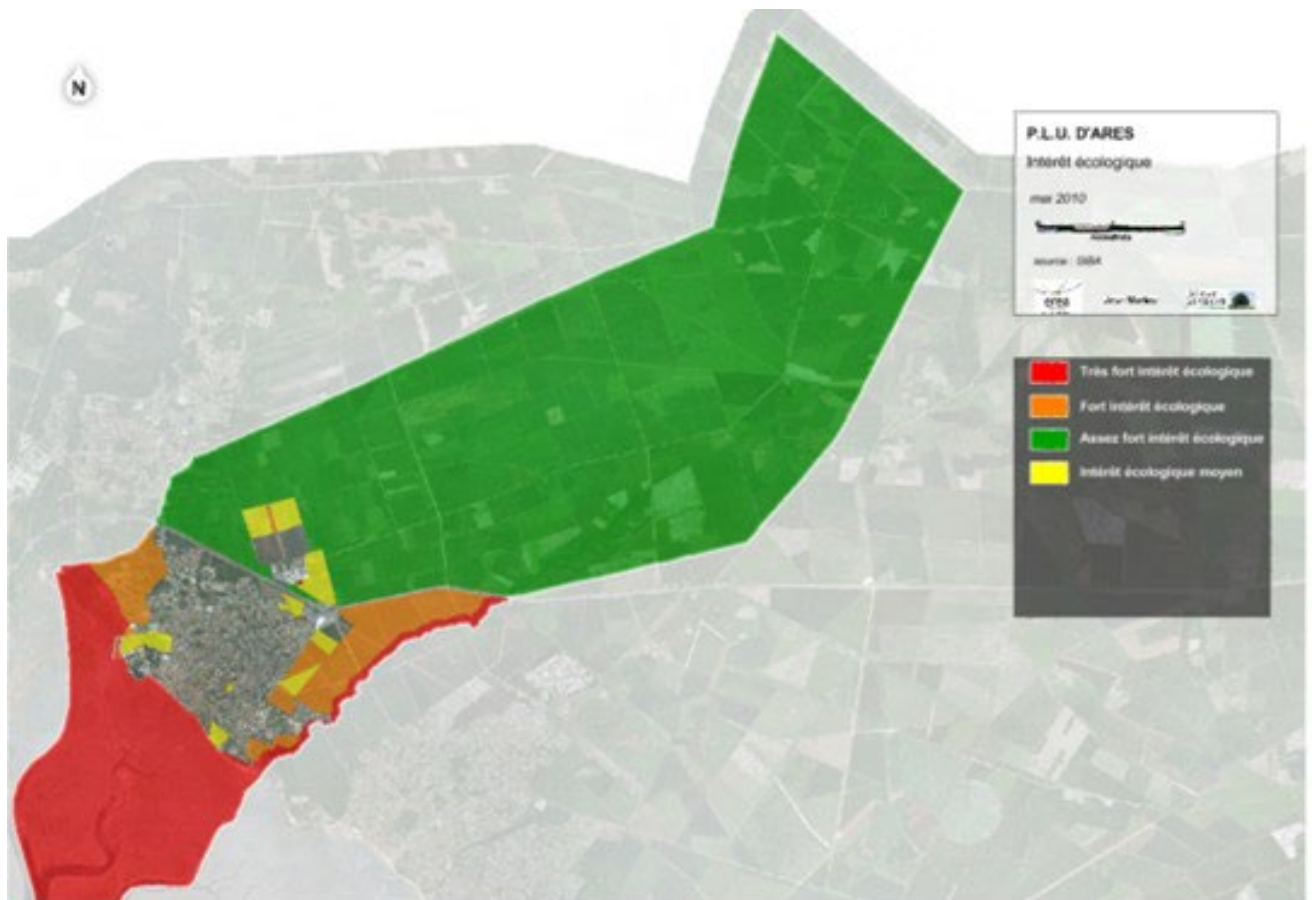 N
P.L.U. D'ARES
Intérêt écologique
mai 2010
source : SIBA
Très fort intérêt écologique
Fort intérêt écologique
Assez fort intérêt écologique
Intérêt écologique moyen